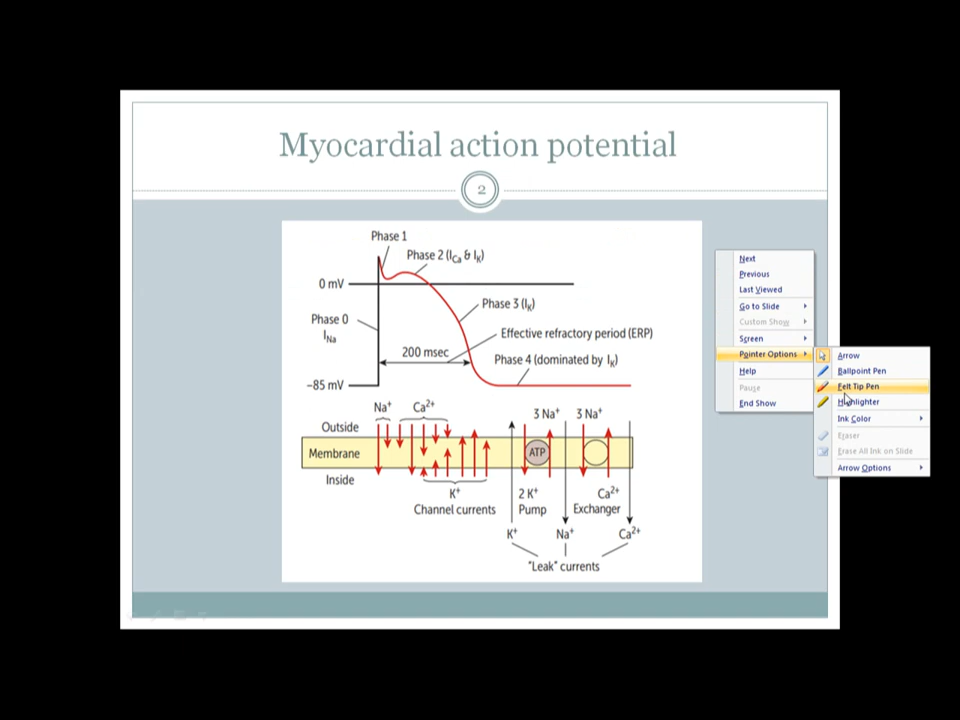 Myocardial action potential
2
Phase 1
Phase 2 (I_Ca & I_K)
0 mV
Phase 3 (I_K)
Phase 0
I_Na
Effective refractory period (ERP)
200 msec
Phase 4 (dominated by I_K)
−85 mV
Na⁺ Ca²⁺ 3 Na⁺ 3 Na⁺
Outside
Membrane
ATP
Inside
K⁺ 2 K⁺ Ca²⁺
Channel currents Pump Exchanger
K⁺ Na⁺ Ca²⁺
"Leak" currents
Next
Previous
Last Viewed
Go to Slide
Custom Show
Screen
Pointer Options
Help
Pause
End Show
Arrow
Ballpoint Pen
Felt Tip Pen
Highlighter
Ink Color
Eraser
Erase All Ink on Slide
Arrow Options